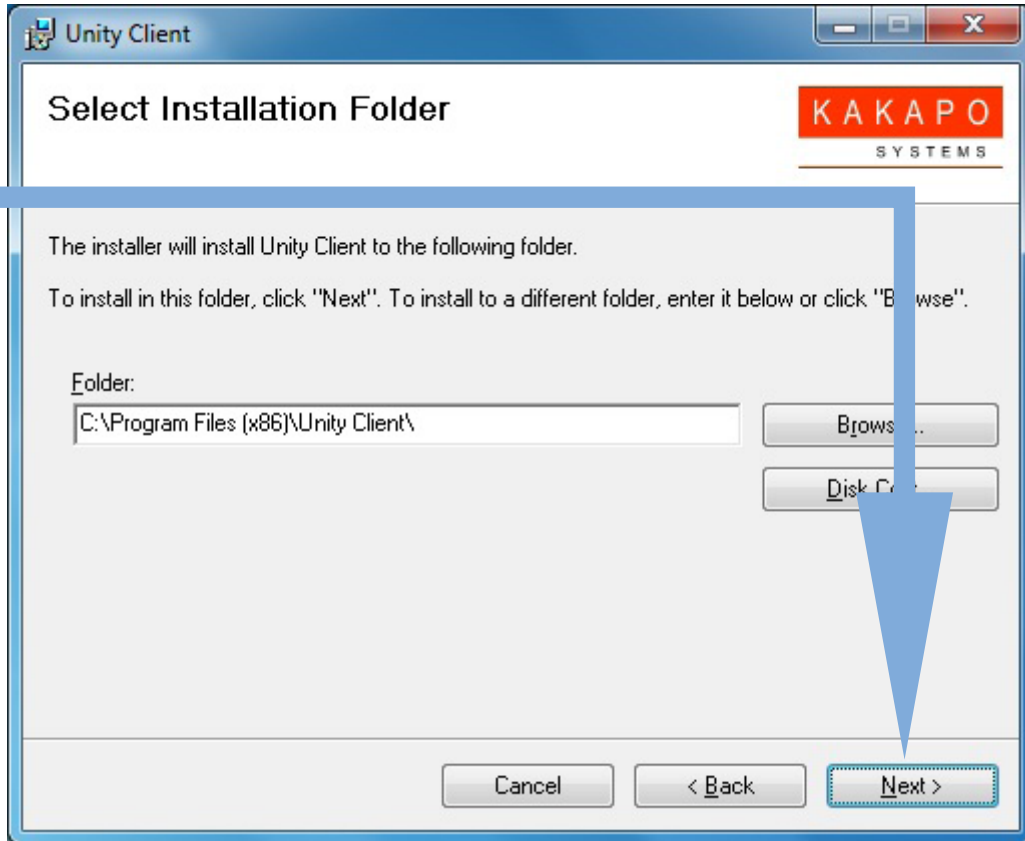 Unity Client
Select Installation Folder
KAKAPO
SYSTEMS
The installer will install Unity Client to the following folder.
To install in this folder, click "Next". To install to a different folder, enter it below or click "B wse".
Folder:
C:\Program Files (x86)\Unity Client\
Brows ..
Disk
Cancel
< Back
Next >